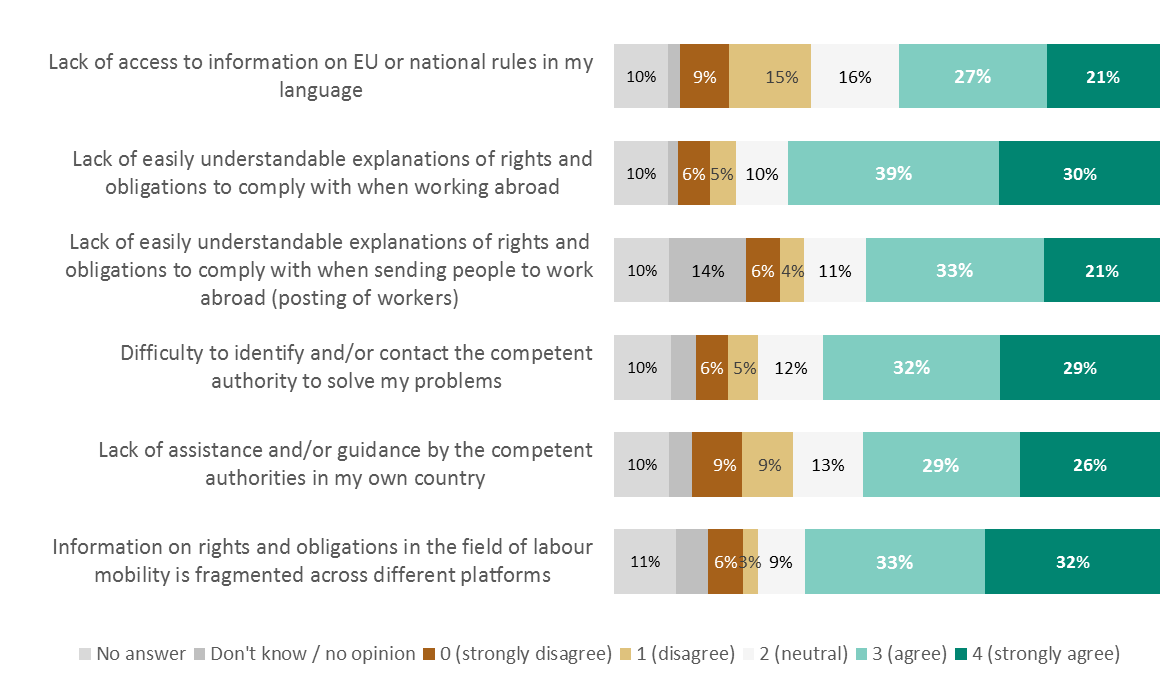 Lack of access to information on EU or national rules in my
language
10% 9% 15% 16% 27% 21%
Lack of easily understandable explanations of rights and
obligations to comply with when working abroad
10% 6% 5% 10% 39% 30%
Lack of easily understandable explanations of rights and
obligations to comply with when sending people to work
abroad (posting of workers)
10% 14% 6% 4% 11% 33% 21%
Difficulty to identify and/or contact the competent
authority to solve my problems
10% 6% 5% 12% 32% 29%
Lack of assistance and/or guidance by the competent
authorities in my own country
10% 9% 9% 13% 29% 26%
Information on rights and obligations in the field of labour
mobility is fragmented across different platforms
11% 6% 3% 9% 33% 32%
No answer Don't know / no opinion 0 (strongly disagree) 1 (disagree) 2 (neutral) 3 (agree) 4 (strongly agree)